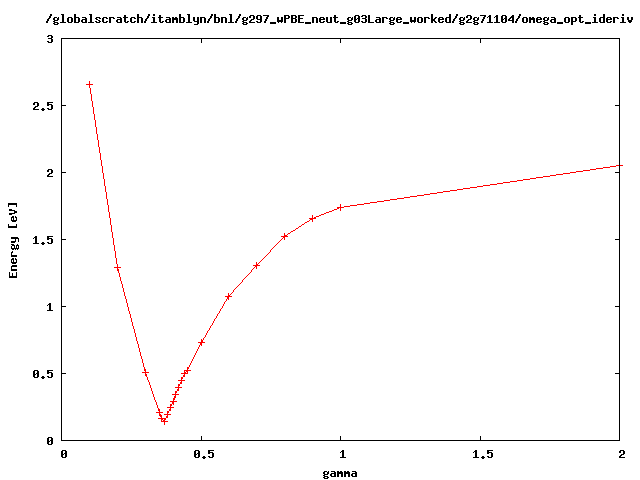 /globalscratch/itamblyn/bnl/g297_wPBE_neut_g03Large_worked/g2g71104/omega_opt_ideriv
3
2.5
2
1.5
1
0.5
0
Energy [eV]
0 0.5 1 1.5 2
gamma